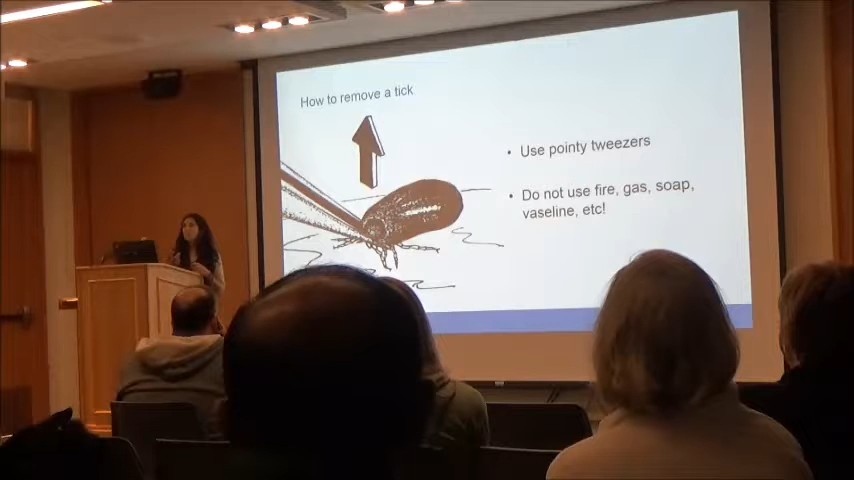 How to remove a tick
• Use pointy tweezers
• Do not use fire, gas, soap,
vaseline, etc!